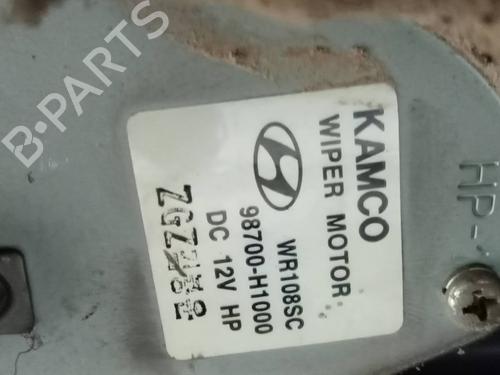 KAMCO
WIPER MOTOR
WR108SC
98700-H1000
DC 12V HP
HP-
B-PARTS